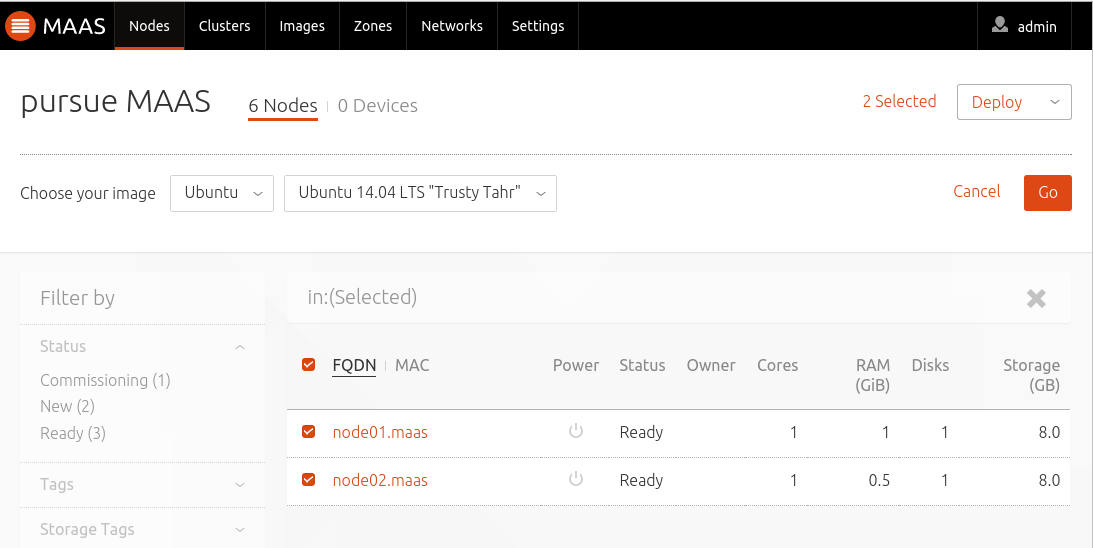 MAAS Nodes Clusters Images Zones Networks Settings admin
pursue MAAS 6 Nodes 0 Devices 2 Selected Deploy
Choose your image Ubuntu Ubuntu 14.04 LTS "Trusty Tahr" Cancel Go
Filter by
Status
Commissioning (1)
New (2)
Ready (3)
Tags
Storage Tags
in:(Selected)
FQDN MAC Power Status Owner Cores RAM (GiB) Disks Storage (GB)
node01.maas Ready 1 1 1 8.0
node02.maas Ready 1 0.5 1 8.0